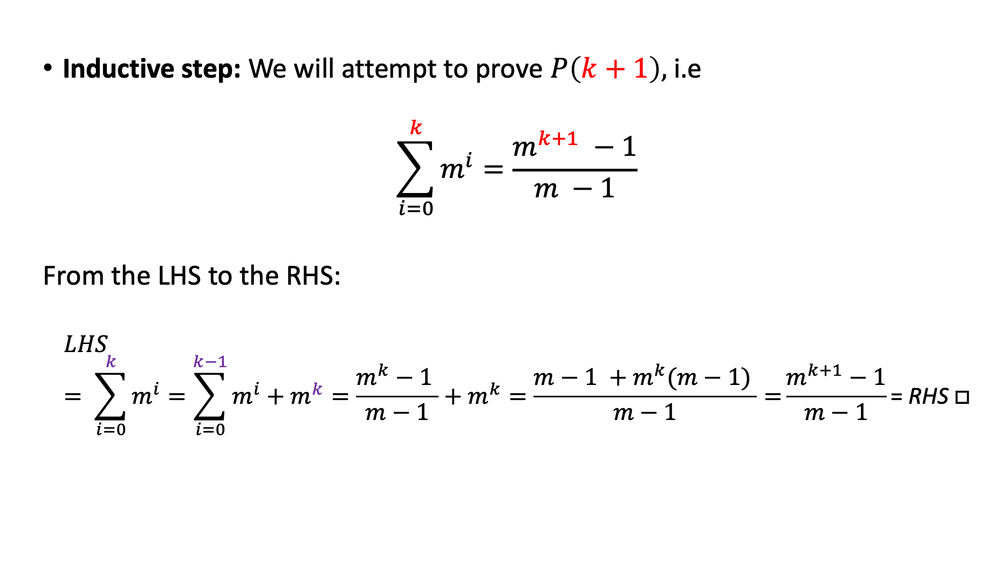 • Inductive step: We will attempt to prove P(k + 1), i.e
\sum_{i=0}^{k} m^i = \frac{m^{k+1} - 1}{m - 1}
From the LHS to the RHS:
LHS
= \sum_{i=0}^{k} m^i = \sum_{i=0}^{k-1} m^i + m^k = \frac{m^k - 1}{m - 1} + m^k = \frac{m - 1 + m^k(m - 1)}{m - 1} = \frac{m^{k+1} - 1}{m - 1} = RHS □